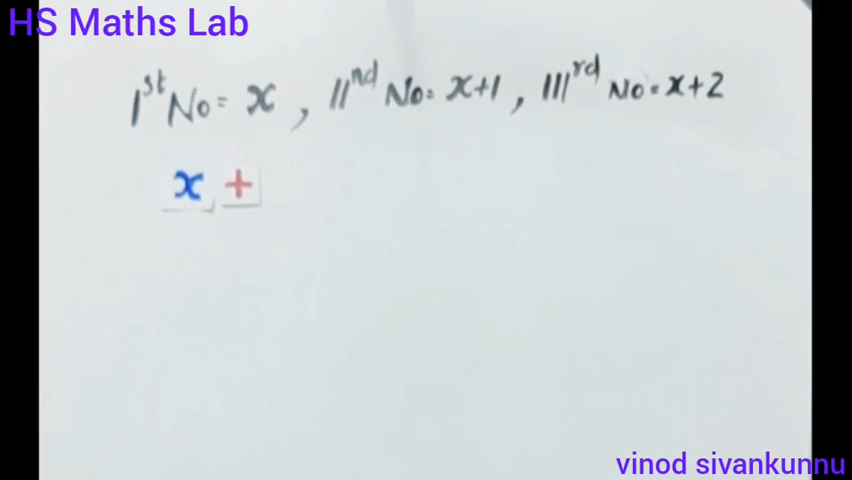 HS Maths Lab
Ist No = x, IInd No = x+1, IIIrd No = x+2
x +
vinod sivankunnu